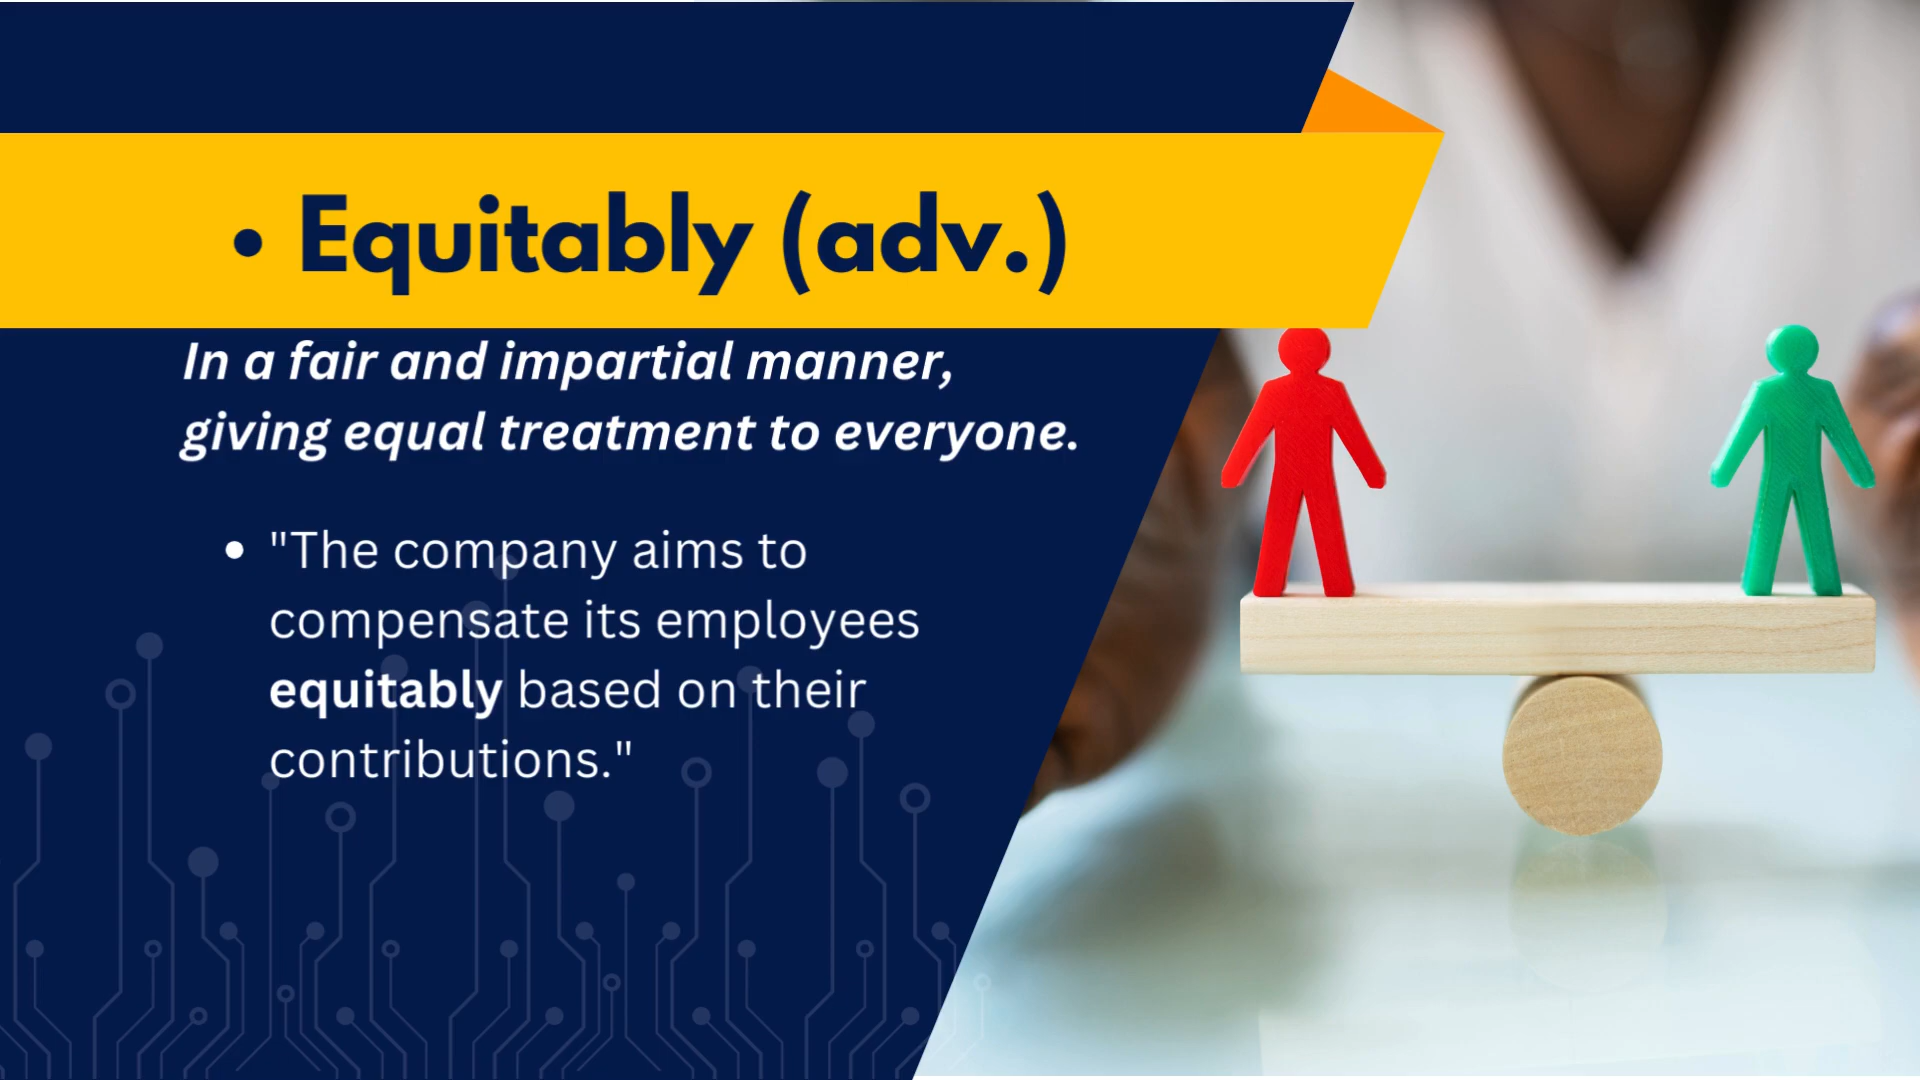 • Equitably (adv.)
In a fair and impartial manner,
giving equal treatment to everyone.
• "The company aims to
compensate its employees
equitably based on their
contributions."